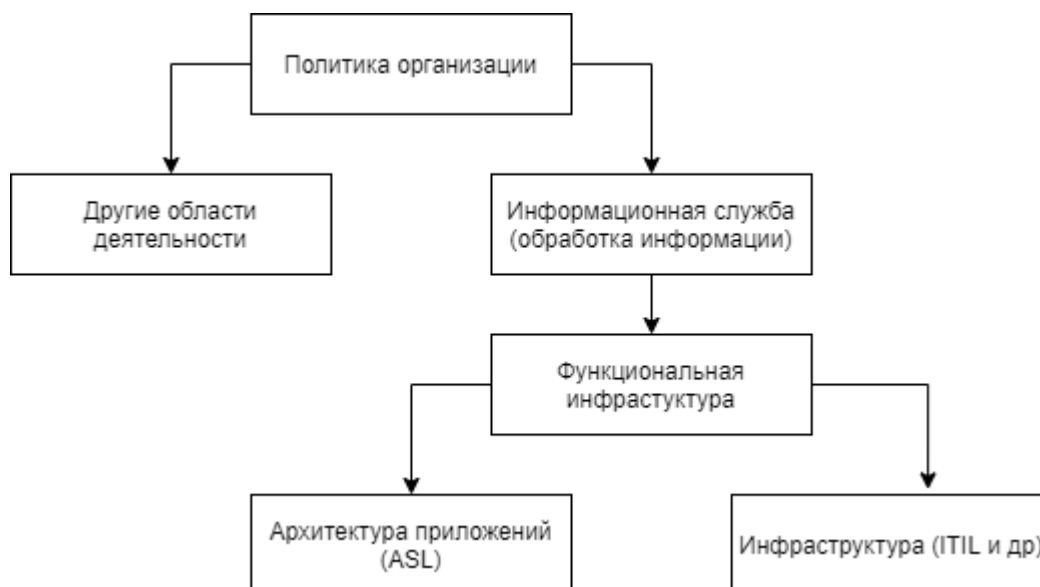 Политика организации
Другие области
деятельности
Информационная служба
(обработка информации)
Функциональная
инфрастуктура
Архитектура приложений
(ASL)
Инфраструктура (ITIL и др)